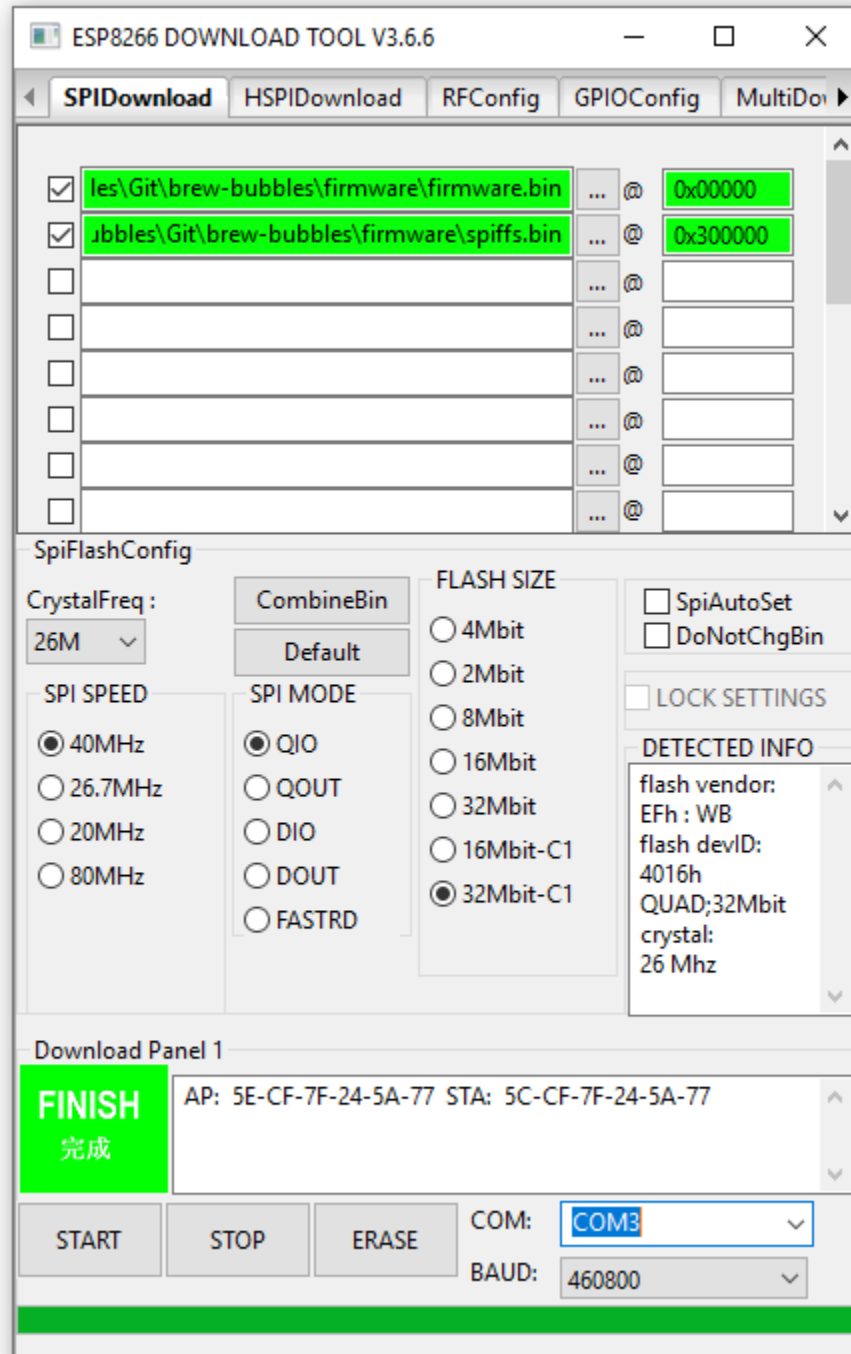 ESP8266 DOWNLOAD TOOL V3.6.6
SPIDownload HSPIDownload RFConfig GPIOConfig MultiDow
les\Git\brew-bubbles\firmware\firmware.bin ... @ 0x00000
ubbles\Git\brew-bubbles\firmware\spiffs.bin ... @ 0x300000
... @
... @
... @
... @
... @
... @
SpiFlashConfig
CrystalFreq :
26M
CombineBin
Default
SPI SPEED
40MHz
26.7MHz
20MHz
80MHz
SPI MODE
QIO
QOUT
DIO
DOUT
FASTRD
FLASH SIZE
4Mbit
2Mbit
8Mbit
16Mbit
32Mbit
16Mbit-C1
32Mbit-C1
SpiAutoSet
DoNotChgBin
LOCK SETTINGS
DETECTED INFO
flash vendor:
EFh : WB
flash devID:
4016h
QUAD;32Mbit
crystal:
26 Mhz
Download Panel 1
FINISH
完成
AP: 5E-CF-7F-24-5A-77 STA: 5C-CF-7F-24-5A-77
START STOP ERASE
COM: COM3
BAUD: 460800